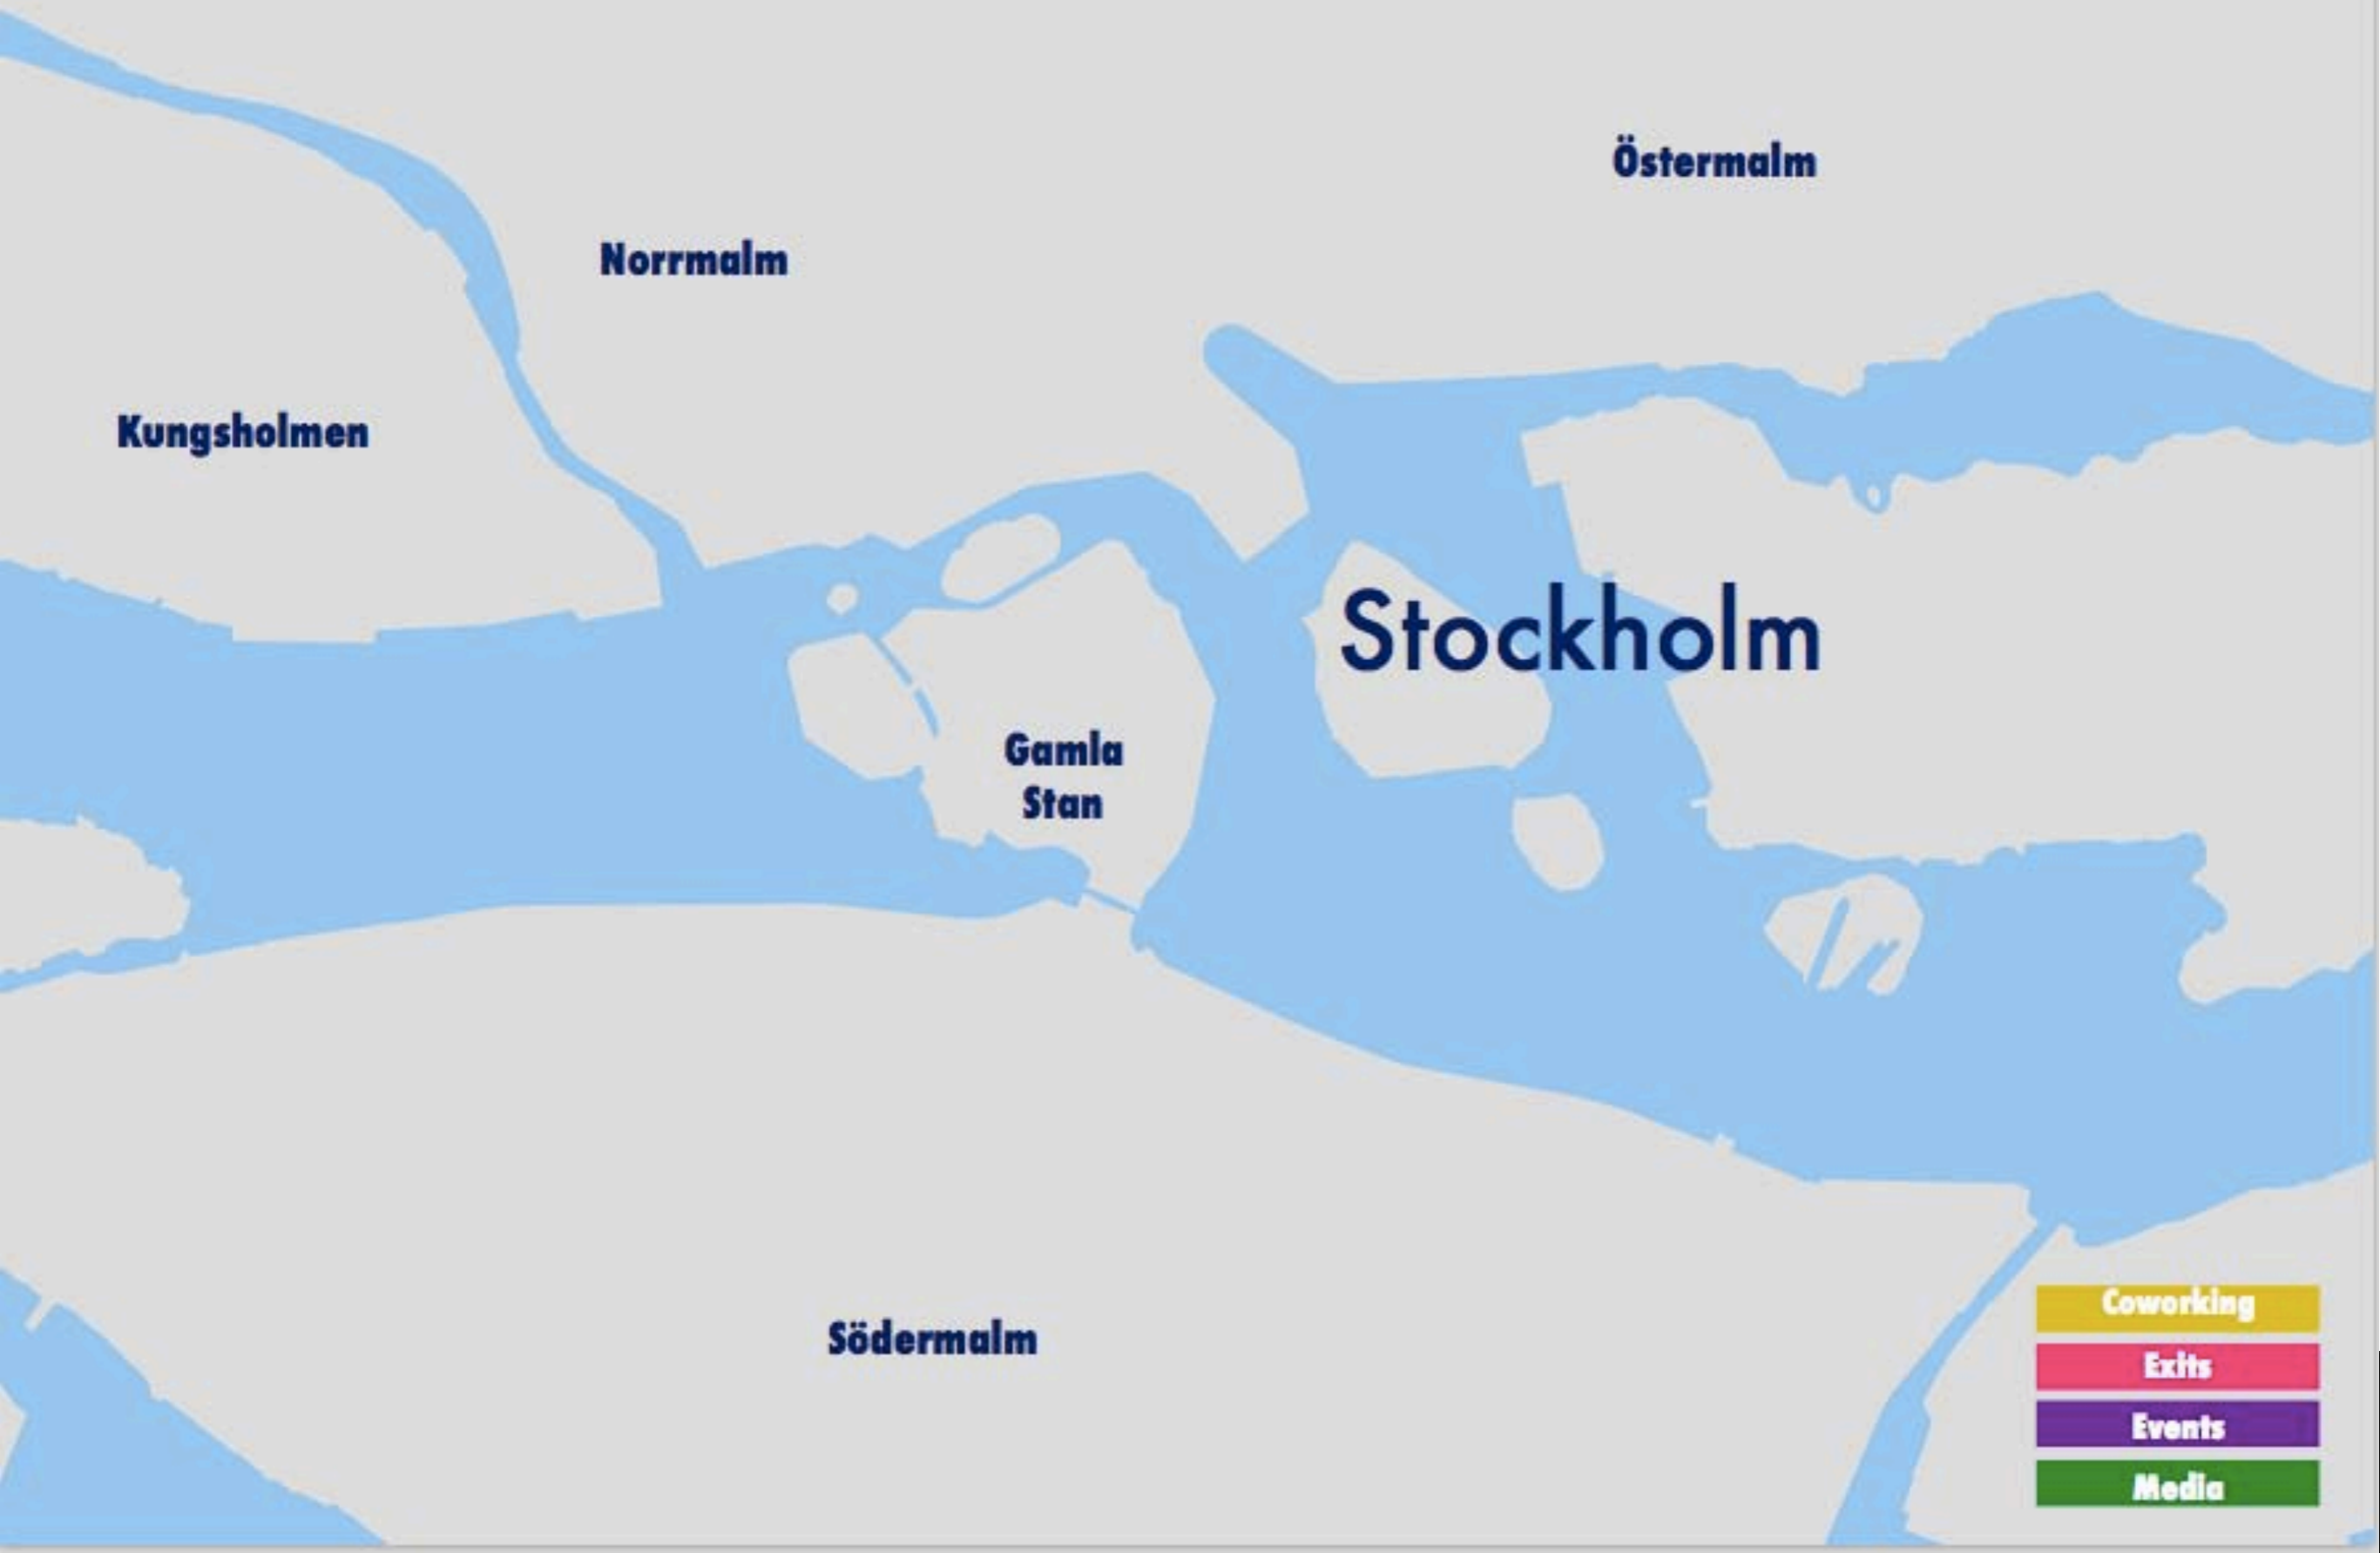 Östermalm
Norrmalm
Kungsholmen
Stockholm
Gamla
Stan
Södermalm
Coworking
Exits
Events
Media